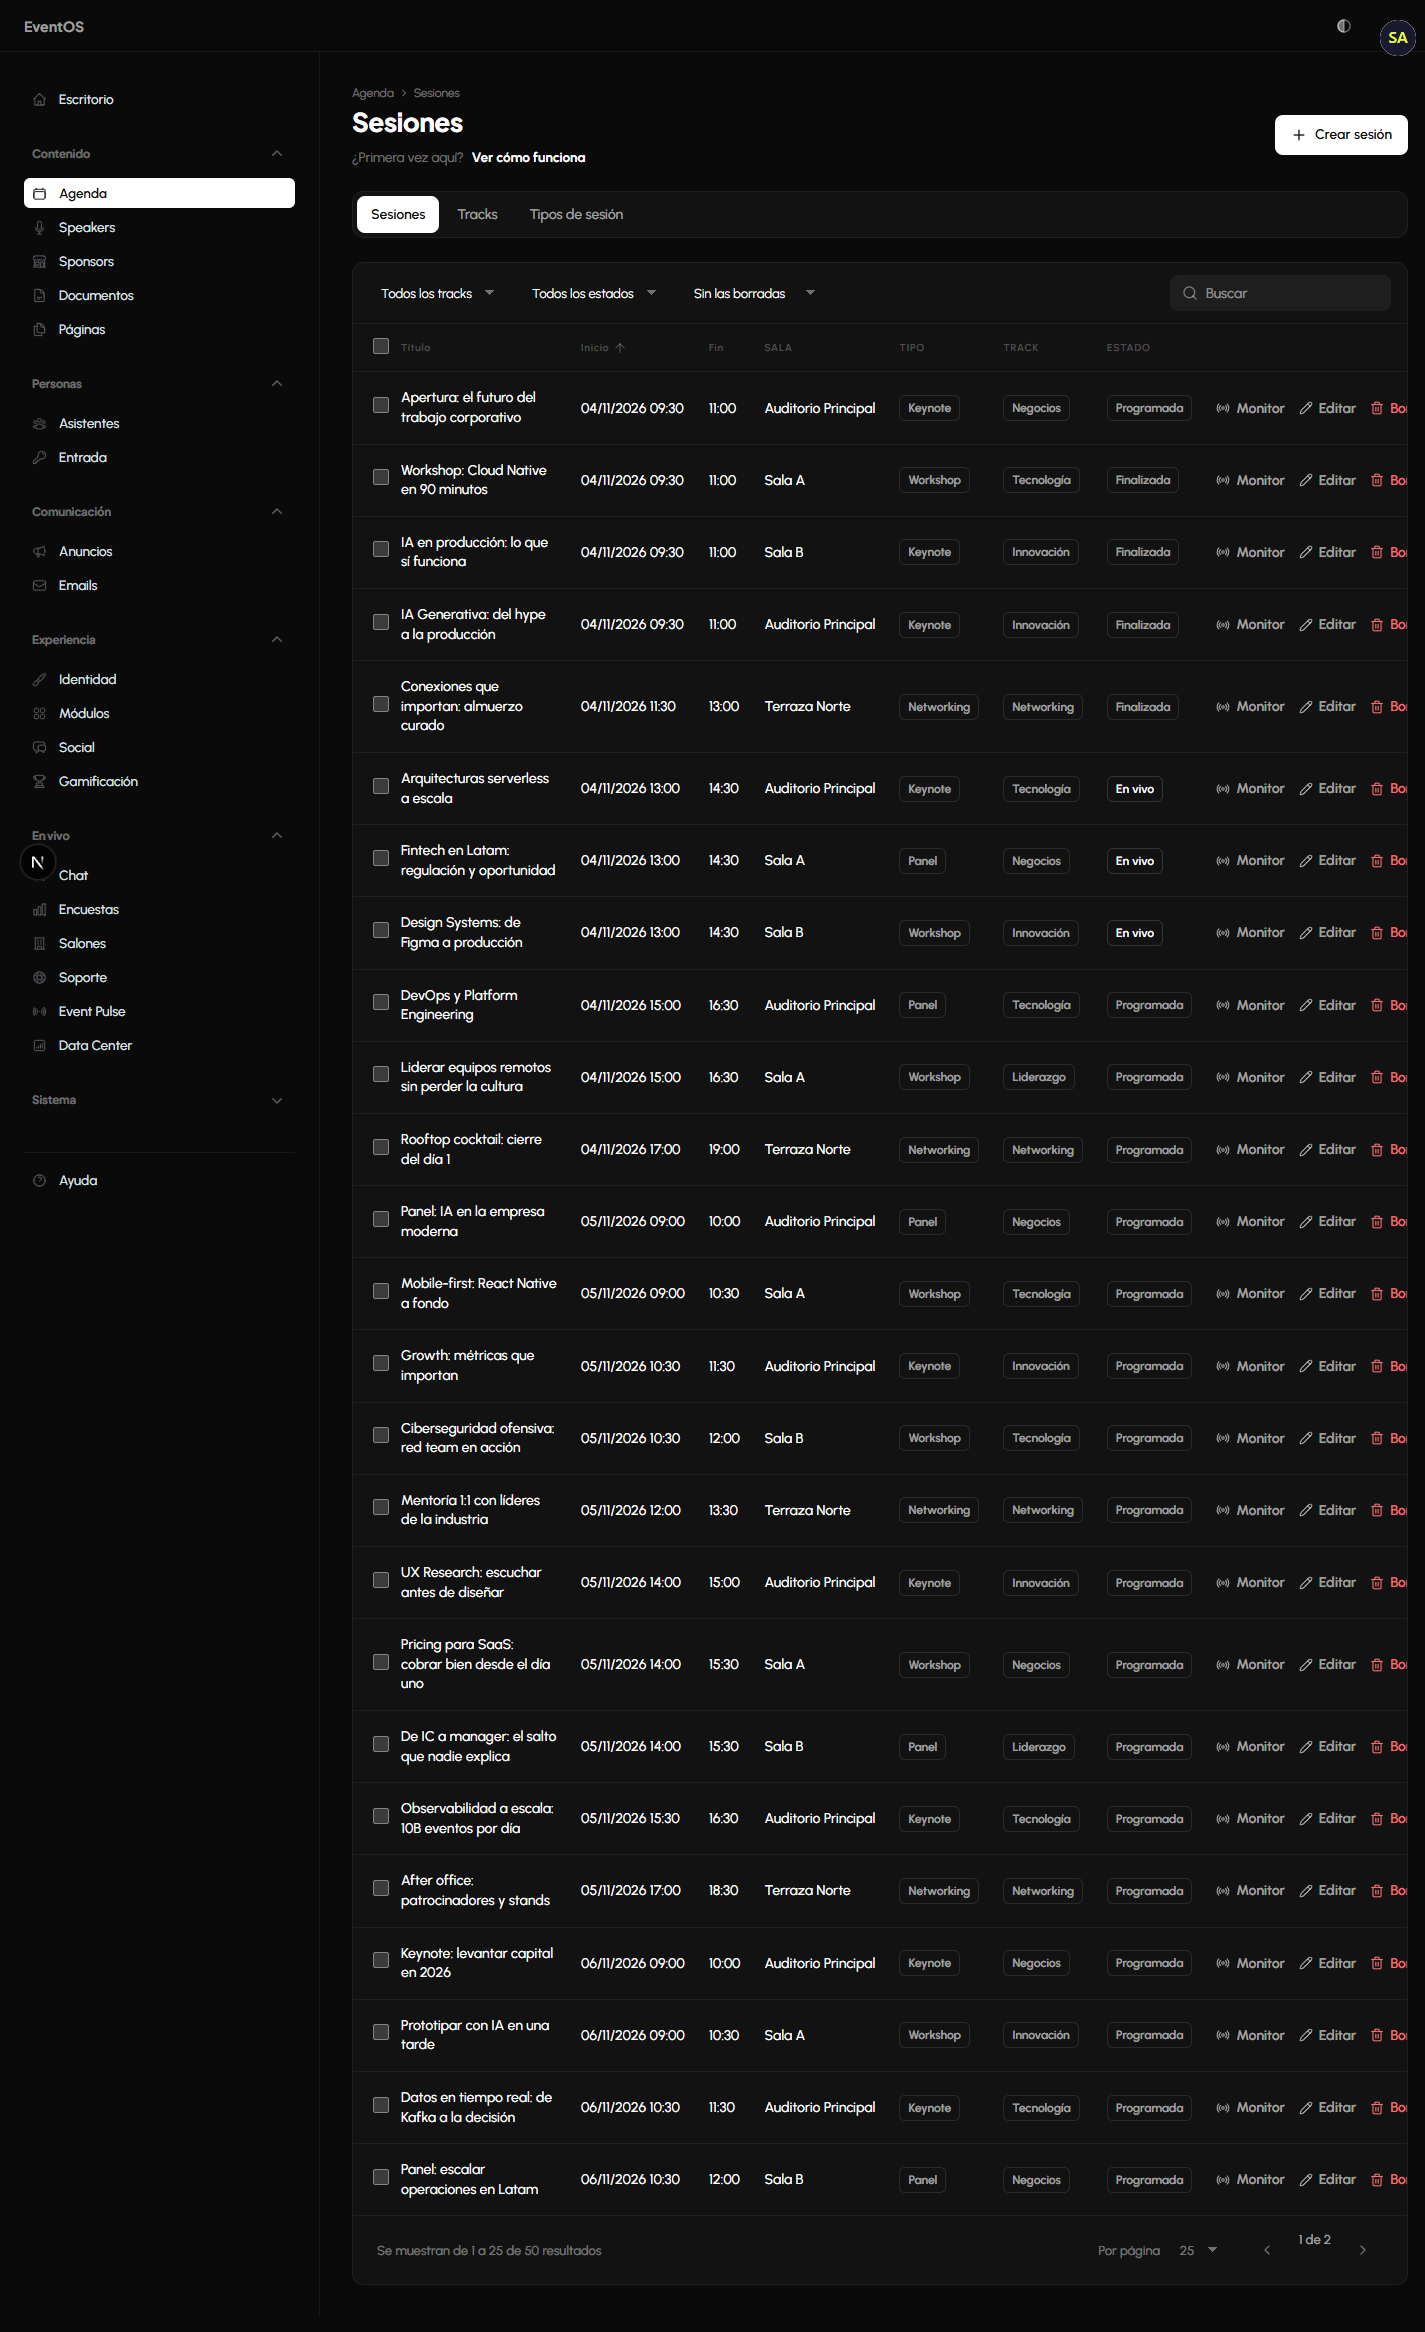 EventOS
SA
Escritorio
Contenido
Agenda
Speakers
Sponsors
Documentos
Páginas
Personas
Asistentes
Entrada
Comunicación
Anuncios
Emails
Experiencia
Identidad
Módulos
Social
Gamificación
En vivo
N
Chat
Encuestas
Salones
Soporte
Event Pulse
Data Center
Sistema
Ayuda
Agenda > Sesiones
Sesiones
¿Primera vez aquí? Ver cómo funciona
+ Crear sesión
Sesiones Tracks Tipos de sesión
Todos los tracks Todos los estados Sin las borradas Buscar
Título Inicio ↑ Fin SALA TIPO TRACK ESTADO
Apertura: el futuro del
trabajo corporativo
04/11/2026 09:30 11:00 Auditorio Principal Keynote Negocios Programada Monitor Editar Bor
Workshop: Cloud Native
en 90 minutos
04/11/2026 09:30 11:00 Sala A Workshop Tecnología Finalizada Monitor Editar Bor
IA en producción: lo que
sí funciona
04/11/2026 09:30 11:00 Sala B Keynote Innovación Finalizada Monitor Editar Bor
IA Generativa: del hype
a la producción
04/11/2026 09:30 11:00 Auditorio Principal Keynote Innovación Finalizada Monitor Editar Bor
Conexiones que
importan: almuerzo
curado
04/11/2026 11:30 13:00 Terraza Norte Networking Networking Finalizada Monitor Editar Bor
Arquitecturas serverless
a escala
04/11/2026 13:00 14:30 Auditorio Principal Keynote Tecnología En vivo Monitor Editar Bor
Fintech en Latam:
regulación y oportunidad
04/11/2026 13:00 14:30 Sala A Panel Negocios En vivo Monitor Editar Bor
Design Systems: de
Figma a producción
04/11/2026 13:00 14:30 Sala B Workshop Innovación En vivo Monitor Editar Bor
DevOps y Platform
Engineering
04/11/2026 15:00 16:30 Auditorio Principal Panel Tecnología Programada Monitor Editar Bor
Liderar equipos remotos
sin perder la cultura
04/11/2026 15:00 16:30 Sala A Workshop Liderazgo Programada Monitor Editar Bor
Rooftop cocktail: cierre
del día 1
04/11/2026 17:00 19:00 Terraza Norte Networking Networking Programada Monitor Editar Bor
Panel: IA en la empresa
moderna
05/11/2026 09:00 10:00 Auditorio Principal Panel Negocios Programada Monitor Editar Bor
Mobile-first: React Native
a fondo
05/11/2026 09:00 10:30 Sala A Workshop Tecnología Programada Monitor Editar Bor
Growth: métricas que
importan
05/11/2026 10:30 11:30 Auditorio Principal Keynote Innovación Programada Monitor Editar Bor
Ciberseguridad ofensiva:
red team en acción
05/11/2026 10:30 12:00 Sala B Workshop Tecnología Programada Monitor Editar Bor
Mentoría 1:1 con líderes
de la industria
05/11/2026 12:00 13:30 Terraza Norte Networking Networking Programada Monitor Editar Bor
UX Research: escuchar
antes de diseñar
05/11/2026 14:00 15:00 Auditorio Principal Keynote Innovación Programada Monitor Editar Bor
Pricing para SaaS:
cobrar bien desde el día
uno
05/11/2026 14:00 15:30 Sala A Workshop Negocios Programada Monitor Editar Bor
De IC a manager: el salto
que nadie explica
05/11/2026 14:00 15:30 Sala B Panel Liderazgo Programada Monitor Editar Bor
Observabilidad a escala:
10B eventos por día
05/11/2026 15:30 16:30 Auditorio Principal Keynote Tecnología Programada Monitor Editar Bor
After office:
patrocinadores y stands
05/11/2026 17:00 18:30 Terraza Norte Networking Networking Programada Monitor Editar Bor
Keynote: levantar capital
en 2026
06/11/2026 09:00 10:00 Auditorio Principal Keynote Negocios Programada Monitor Editar Bor
Prototipar con IA en una
tarde
06/11/2026 09:00 10:30 Sala A Workshop Innovación Programada Monitor Editar Bor
Datos en tiempo real: de
Kafka a la decisión
06/11/2026 10:30 11:30 Auditorio Principal Keynote Tecnología Programada Monitor Editar Bor
Panel: escalar
operaciones en Latam
06/11/2026 10:30 12:00 Sala B Panel Negocios Programada Monitor Editar Bor
Se muestran de 1 a 25 de 50 resultados Por página 25 < 1 de 2 >